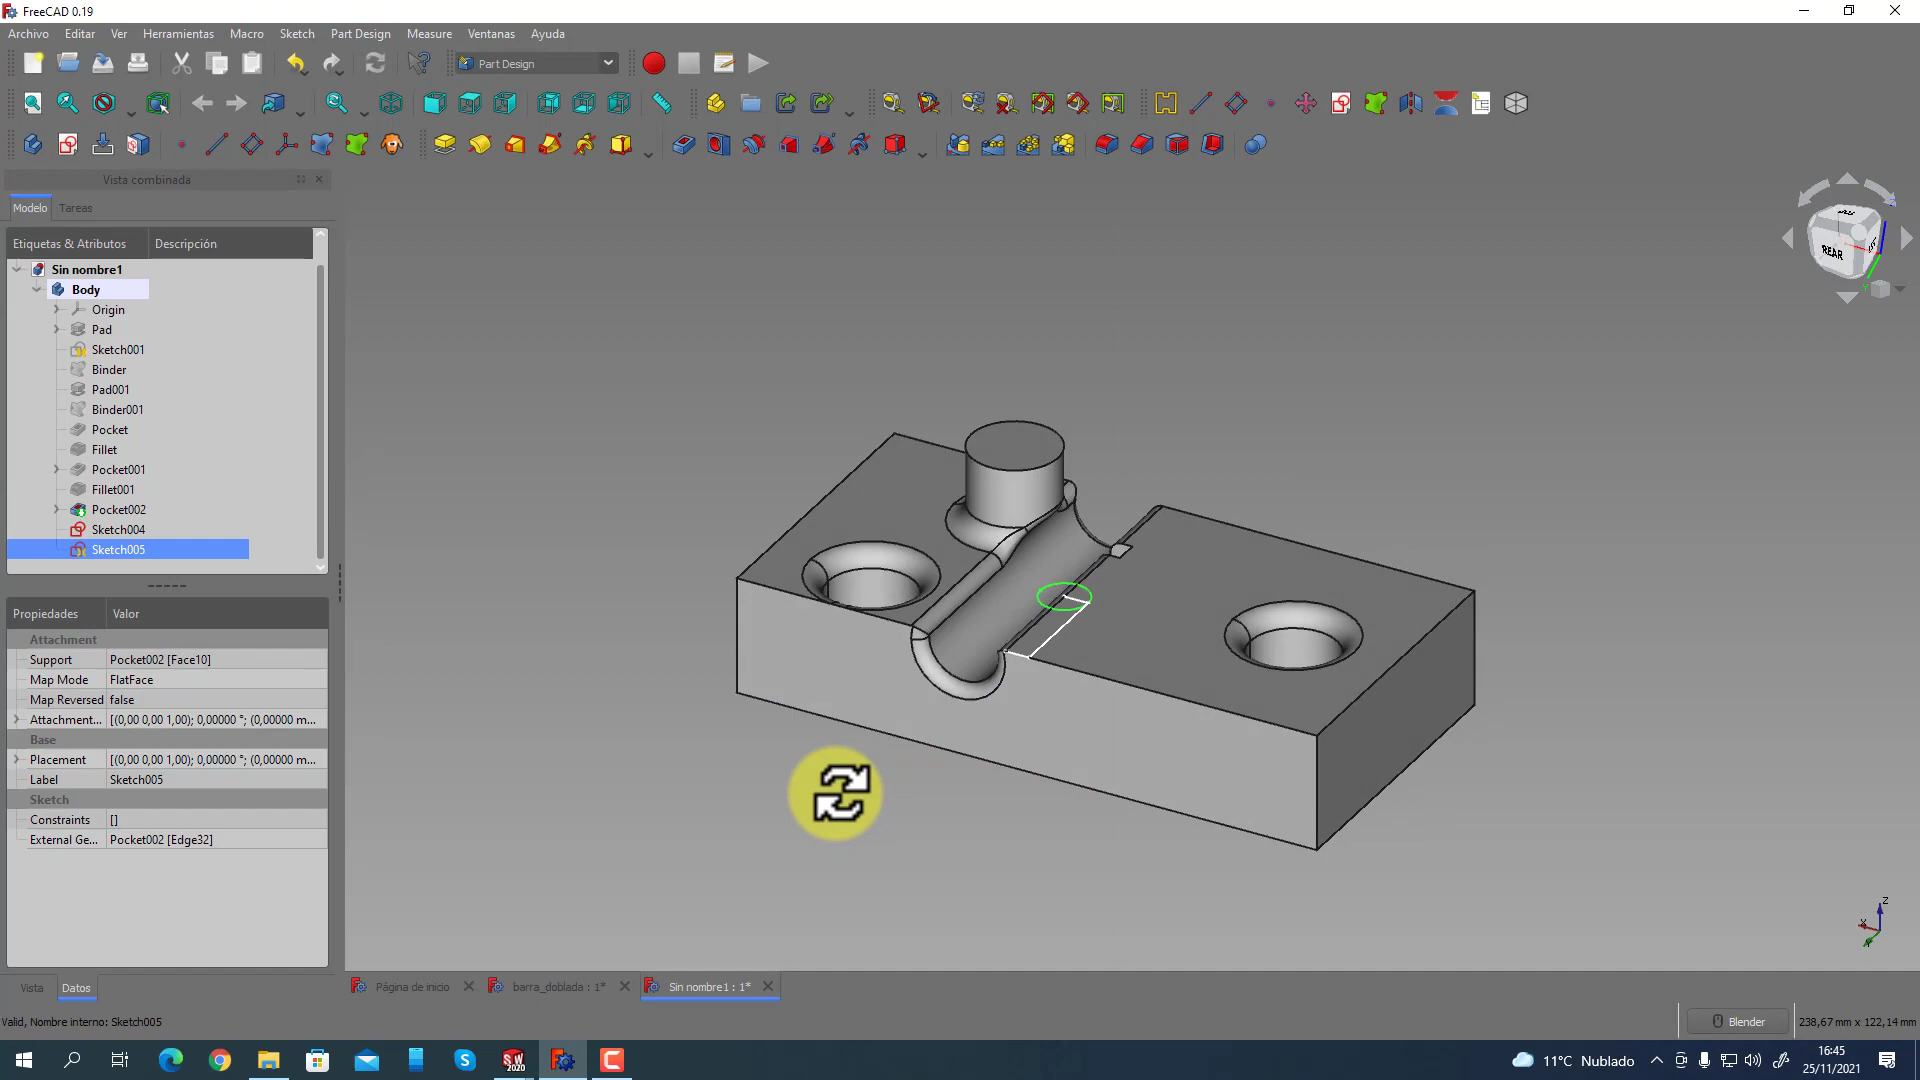 FreeCAD 0.19
Archivo Editar Ver Herramientas Macro Sketch Part Design Measure Ventanas Ayuda
Part Design
Vista combinada
Modelo Tareas
Etiquetas & Atributos Descripción
Sin nombre1
Body
Origin
Pad
Sketch001
Binder
Pad001
Binder001
Pocket
Fillet
Pocket001
Fillet001
Pocket002
Sketch004
Sketch005
Propiedades Valor
Attachment
Support Pocket002 [Face10]
Map Mode FlatFace
Map Reversed false
Attachment... [(0,00 0,00 1,00); 0,00000 °; (0,00000 m...
Base
Placement [(0,00 0,00 1,00); 0,00000 °; (0,00000 m...
Label Sketch005
Sketch
Constraints []
External Ge... Pocket002 [Edge32]
Vista Datos
REAR
Z
X
Y
Página de inicio barra_doblada : 1* Sin nombre1 : 1*
Valid, Nombre interno: Sketch005
Blender 238,67 mm x 122,14 mm
SW 2020
11°C Nublado
16:45
25/11/2021